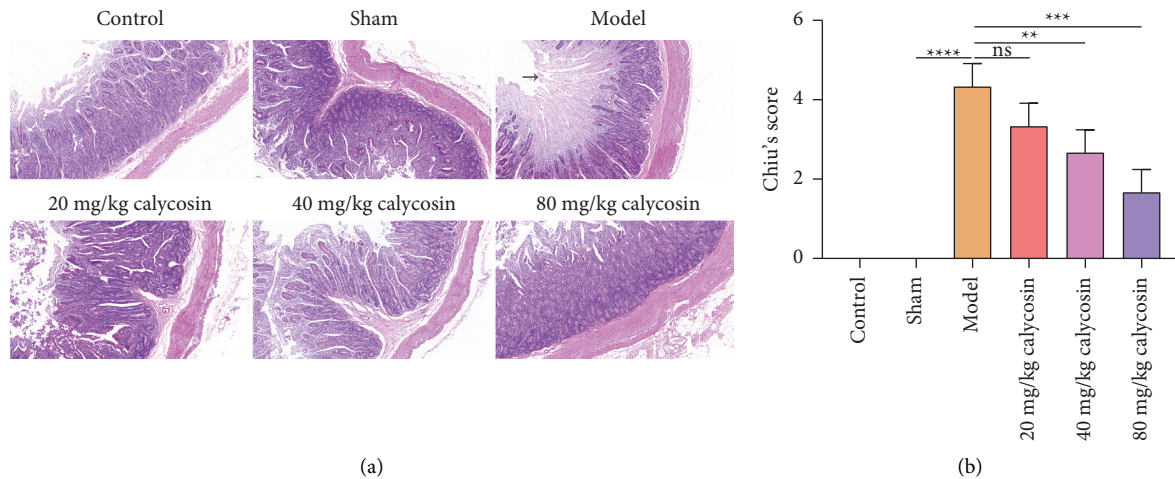 Control
Sham
Model
20 mg/kg calycosin
40 mg/kg calycosin
80 mg/kg calycosin
(a)
Chiu's score
6
4
2
0
****
ns
**
***
Control
Sham
Model
20 mg/kg calycosin
40 mg/kg calycosin
80 mg/kg calycosin
(b)